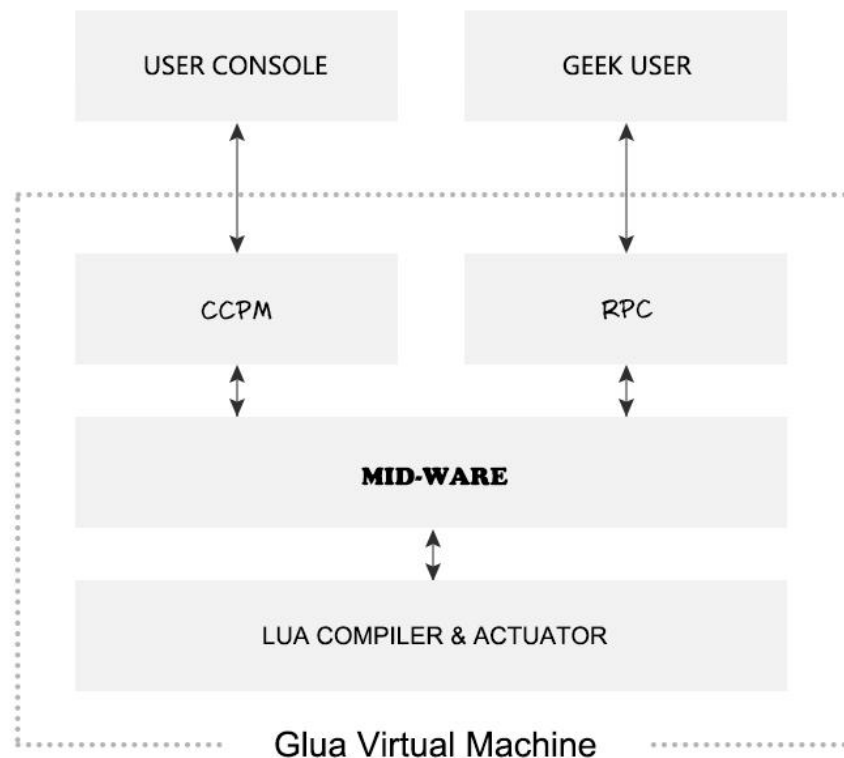 USER CONSOLE
GEEK USER
CCPM
RPC
MID-WARE
LUA COMPILER & ACTUATOR
Glua Virtual Machine